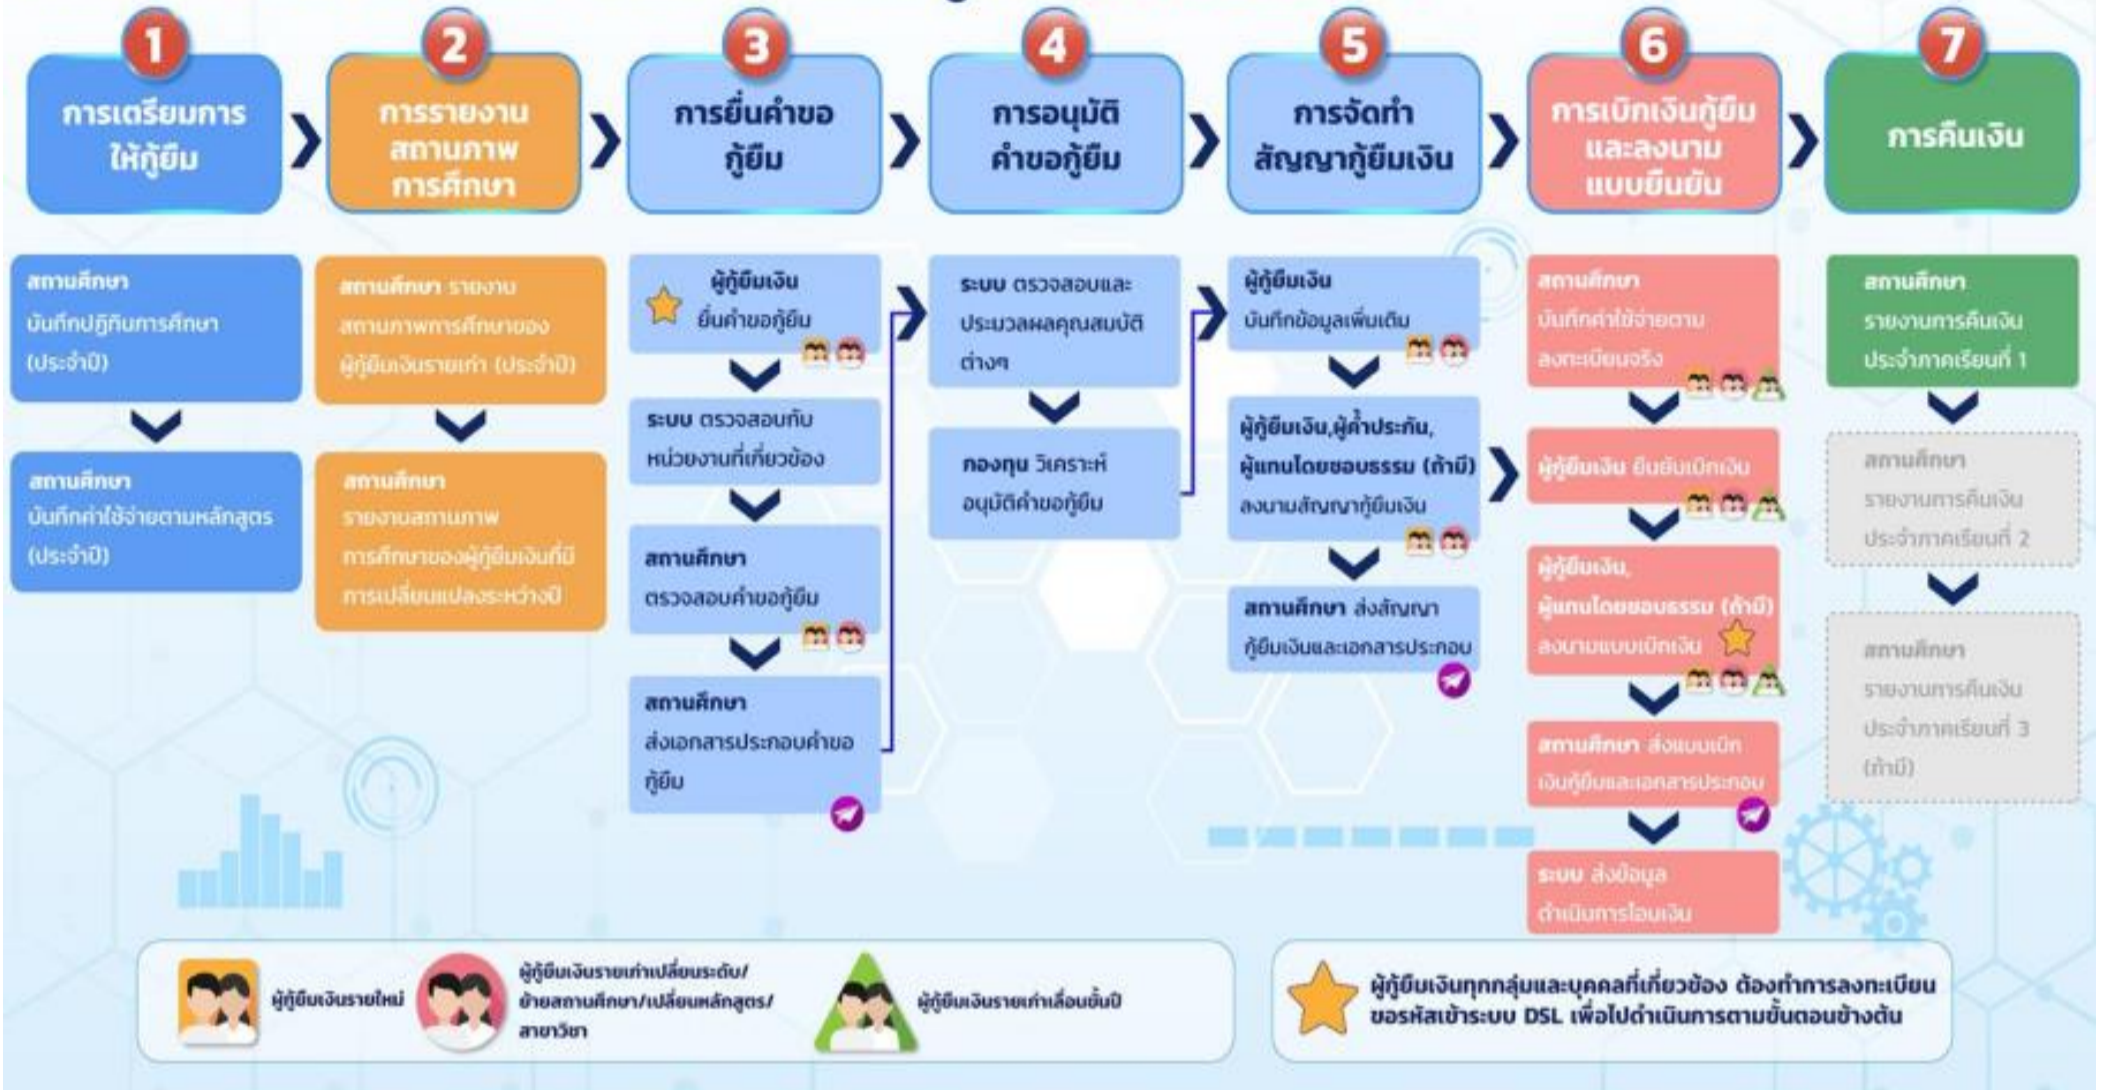 1
การเตรียมการ
ให้กู้ยืม
2
การรายงาน
สถานภาพ
การศึกษา
3
การยื่นคำขอ
กู้ยืม
4
การอนุมัติ
คำขอกู้ยืม
5
การจัดทำ
สัญญากู้ยืมเงิน
6
การเบิกเงินกู้ยืม
และลงนาม
แบบยืนยัน
7
การคืนเงิน
สถานศึกษา
บันทึกปฏิทินการศึกษา
(ประจำปี)
สถานศึกษา
บันทึกค่าใช้จ่ายตามหลักสูตร
(ประจำปี)
สถานศึกษา รายงาน
สถานภาพการศึกษาของ
ผู้กู้ยืมเงินรายเก่า (ประจำปี)
สถานศึกษา
รายงานสถานภาพ
การศึกษาของผู้กู้ยืมเงินที่มี
การเปลี่ยนแปลงระหว่างปี
ผู้กู้ยืมเงิน
ยื่นคำขอกู้ยืม
ระบบ ตรวจสอบกับ
หน่วยงานที่เกี่ยวข้อง
สถานศึกษา
ตรวจสอบคำขอกู้ยืม
สถานศึกษา
ส่งเอกสารประกอบคำขอ
กู้ยืม
ระบบ ตรวจสอบและ
ประมวลผลคุณสมบัติ
ต่างๆ
กองทุน วิเคราะห์
อนุมัติคำขอกู้ยืม
ผู้กู้ยืมเงิน
บันทึกข้อมูลเพิ่มเติม
ผู้กู้ยืมเงิน,ผู้ค้ำประกัน,
ผู้แทนโดยชอบธรรม (ถ้ามี)
ลงนามสัญญากู้ยืมเงิน
สถานศึกษา ส่งสัญญา
กู้ยืมเงินและเอกสารประกอบ
สถานศึกษา
บันทึกค่าใช้จ่ายตาม
ลงทะเบียนจริง
ผู้กู้ยืมเงิน ยืนยันเบิกเงิน
ผู้กู้ยืมเงิน,
ผู้แทนโดยชอบธรรม (ถ้ามี)
ลงนามแบบเบิกเงิน
สถานศึกษา ส่งแบบเบิก
เงินกู้ยืมและเอกสารประกอบ
ระบบ ส่งข้อมูล
ดำเนินการโอนเงิน
สถานศึกษา
รายงานการคืนเงิน
ประจำภาคเรียนที่ 1
สถานศึกษา
รายงานการคืนเงิน
ประจำภาคเรียนที่ 2
สถานศึกษา
รายงานการคืนเงิน
ประจำภาคเรียนที่ 3
(ถ้ามี)
ผู้กู้ยืมเงินรายใหม่
ผู้กู้ยืมเงินรายเก่าเปลี่ยนระดับ/
ย้ายสถานศึกษา/เปลี่ยนหลักสูตร/
สาขาวิชา
ผู้กู้ยืมเงินรายเก่าเลื่อนชั้นปี
ผู้กู้ยืมเงินทุกกลุ่มและบุคคลที่เกี่ยวข้อง ต้องทำการลงทะเบียน
ขอรหัสเข้าระบบ DSL เพื่อไปดำเนินการตามขั้นตอนข้างต้น